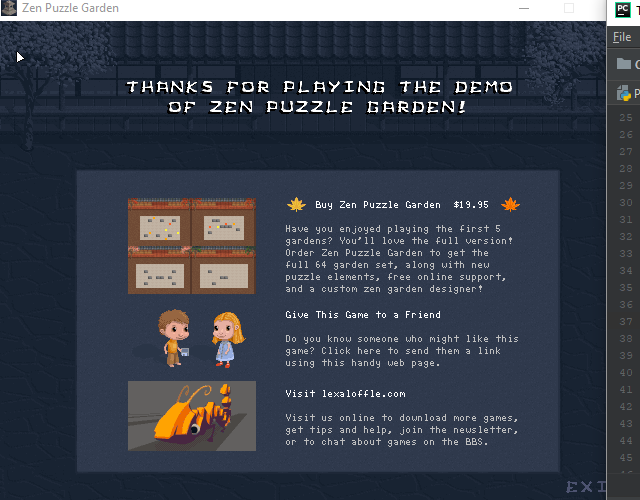 Zen Puzzle Garden
PC
File
THANKS FOR PLAYING THE DEMO
OF ZEN PUZZLE GARDEN!
Buy Zen Puzzle Garden $19.95
Have you enjoyed playing the first 5
gardens? You'll love the full version!
Order Zen Puzzle Garden to get the
full 64 garden set, along with new
puzzle elements, free online support,
and a custom zen garden designer!
Give This Game to a Friend
Do you know someone who might like this
game? Click here to send them a link
using this handy web page.
Visit lexaloffle.com
Visit us online to download more games,
get tips and help, join the newsletter,
or to chat about games on the BBS.
EXI
25
26
27
28
29
30
31
32
33
34
35
36
37
38
39
40
41
42
43
44
45
46